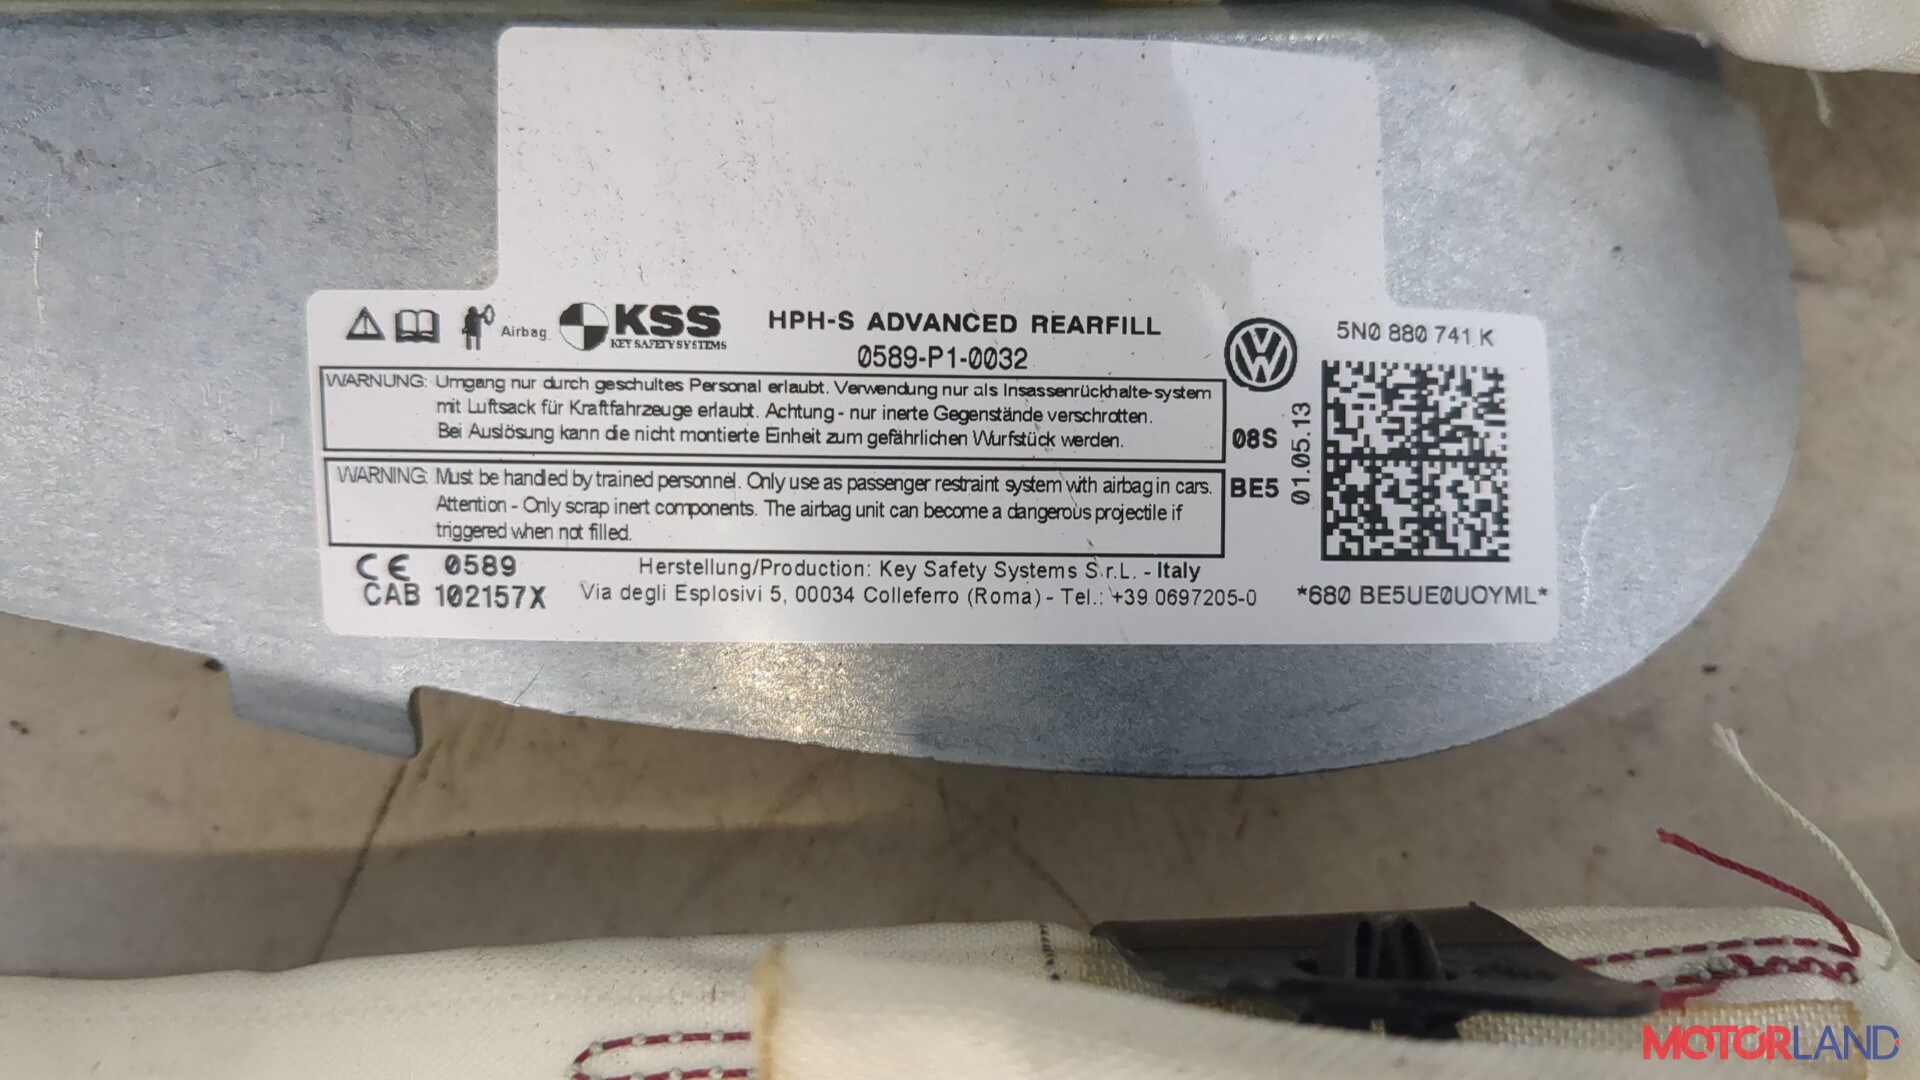 Airbag KSS HPH-S ADVANCED REARFILL
KEY SAFETY SYSTEMS 0589-P1-0032
WARNUNG: Umgang nur durch geschultes Personal erlaubt. Verwendung nur als Insassenrückhalte-system
mit Luftsack für Kraftfahrzeuge erlaubt. Achtung - nur inerte Gegenstände verschrotten.
Bei Auslösung kann die nicht montierte Einheit zum gefährlichen Wurfstück werden.
WARNING: Must be handled by trained personnel. Only use as passenger restraint system with airbag in cars.
Attention - Only scrap inert components. The airbag unit can become a dangerous projectile if
triggered when not filled.
CE 0589
CAB 102157X
Herstellung/Production: Key Safety Systems S.r.L. - Italy
Via degli Esplosivi 5, 00034 Colleferro (Roma) - Tel.: +39 0697205-0
VW
5N0 880 741 K
08S
BE5
01.05.13
*680 BE5UE0UOYML*
MOTORLAND